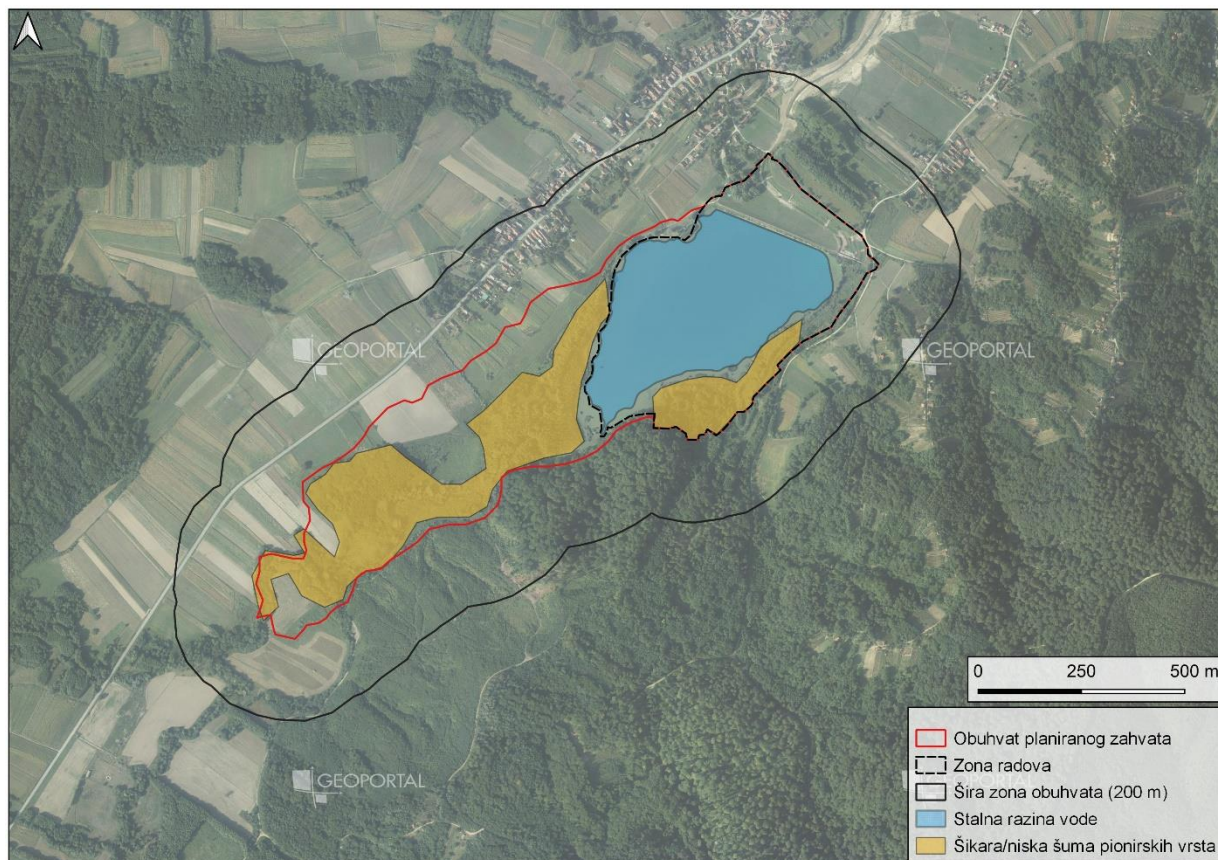 GEOPORTAL
GEOPORTAL
0 250 500 m
Obuhvat planiranog zahvata
Zona radova
Šira zona obuhvata (200 m)
Stalna razina vode
Šikara/niska šuma pionirskih vrsta
GEOPORTAL